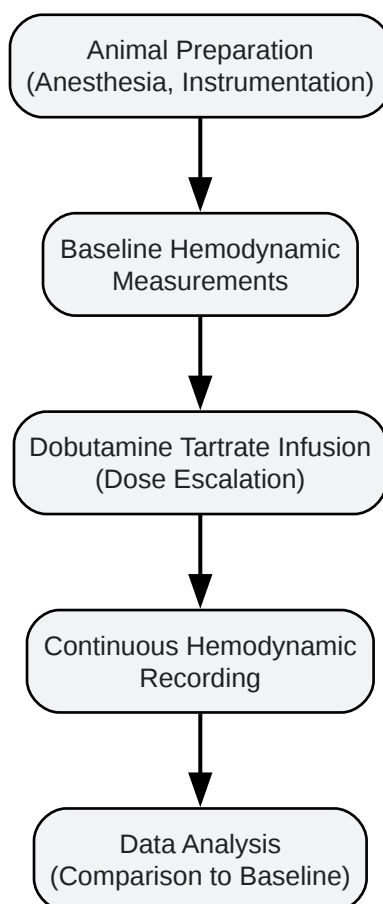 Animal Preparation
(Anesthesia, Instrumentation)
Baseline Hemodynamic
Measurements
Dobutamine Tartrate Infusion
(Dose Escalation)
Continuous Hemodynamic
Recording
Data Analysis
(Comparison to Baseline)